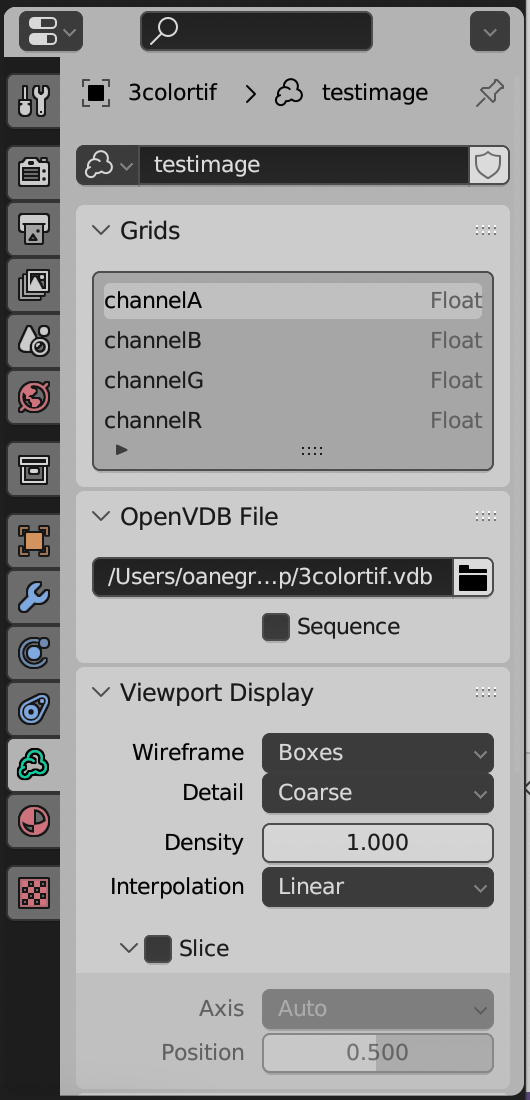 3colortif > testimage
testimage
Grids
channelA Float
channelB Float
channelG Float
channelR Float
OpenVDB File
/Users/oanegr...p/3colortif.vdb
Sequence
Viewport Display
Wireframe Boxes
Detail Coarse
Density 1.000
Interpolation Linear
Slice
Axis Auto
Position 0.500